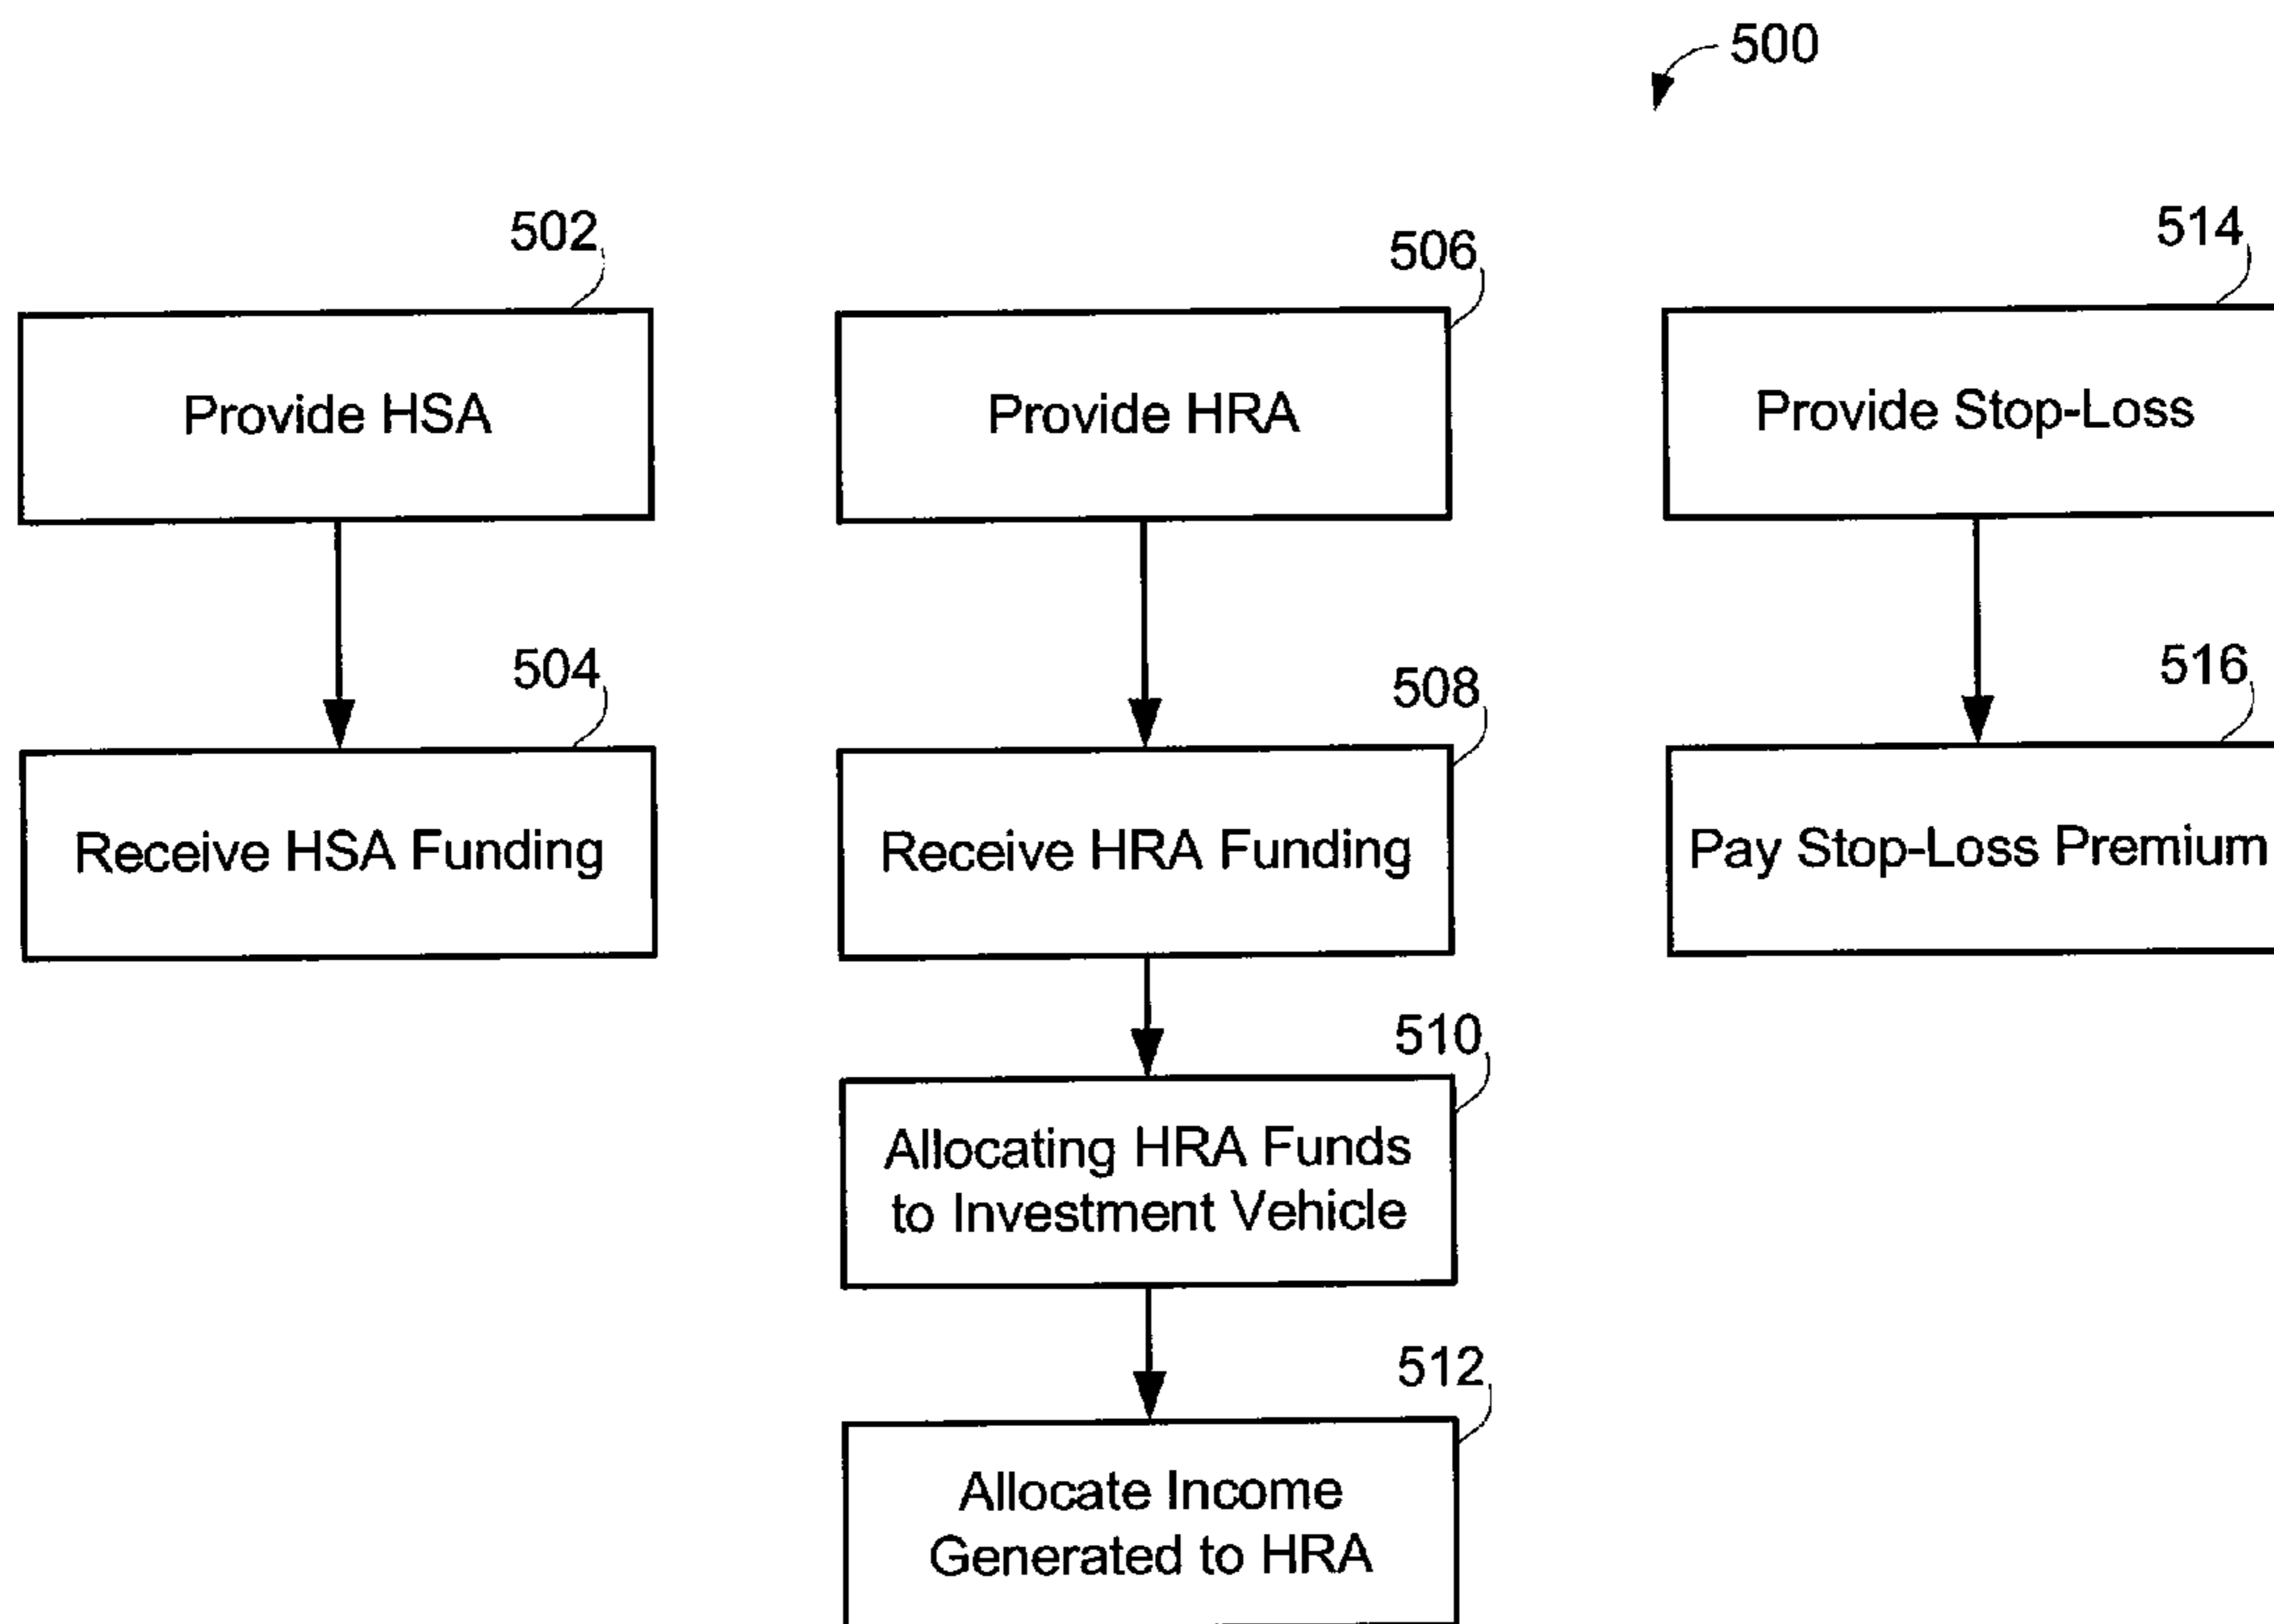 500
502
506
514
Provide HSA
Provide HRA
Provide Stop-Loss
504
508
516
Receive HSA Funding
Receive HRA Funding
Pay Stop-Loss Premium
510
Allocating HRA Funds
to Investment Vehicle
512
Allocate Income
Generated to HRA